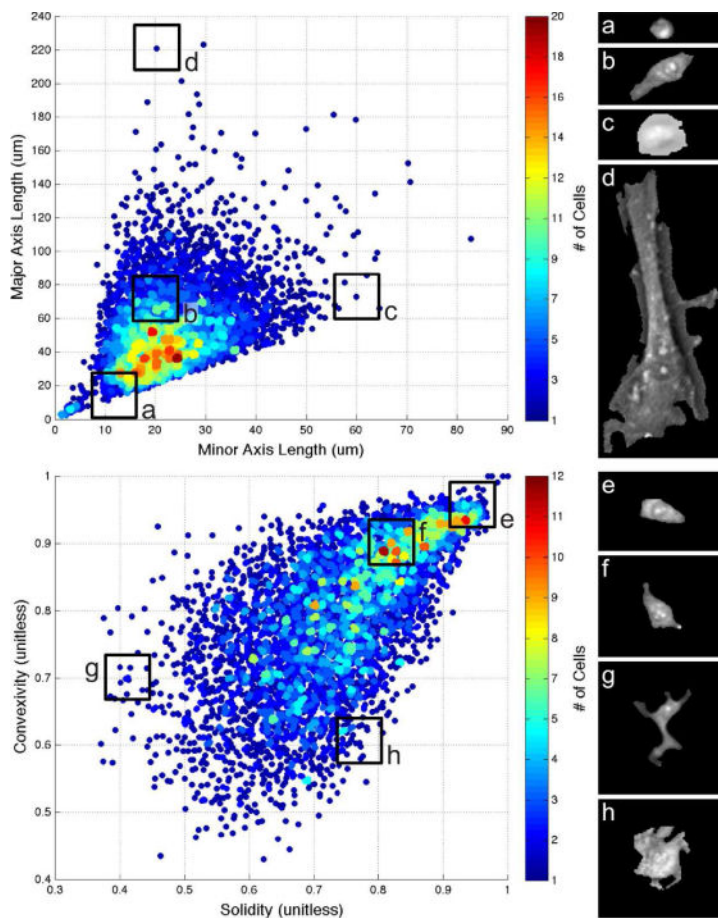 240
220
200
180
160
140
120
100
80
60
40
20
0
Major Axis Length (um)
0 10 20 30 40 50 60 70 80 90
Minor Axis Length (um)
d
b
c
a
20
18
16
14
13
11
9
7
5
3
1
# of Cells
a
b
c
d
1
0.9
0.8
0.7
0.6
0.5
0.4
Convexivity (unitless)
0.3 0.4 0.5 0.6 0.7 0.8 0.9 1
Solidity (unitless)
e
f
g
h
12
11
10
9
8
7
6
5
4
3
2
1
# of Cells
e
f
g
h